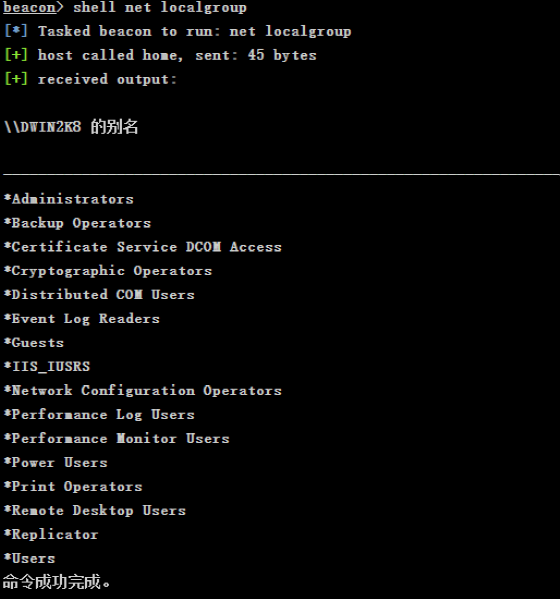 beacon> shell net localgroup
[*] Tasked beacon to run: net localgroup
[+] host called home, sent: 45 bytes
[+] received output:
\\DWIN2K8 的别名
*Administrators
*Backup Operators
*Certificate Service DCOM Access
*Cryptographic Operators
*Distributed COM Users
*Event Log Readers
*Guests
*IIS_IUSRS
*Network Configuration Operators
*Performance Log Users
*Performance Monitor Users
*Power Users
*Print Operators
*Remote Desktop Users
*Replicator
*Users
命令成功完成。